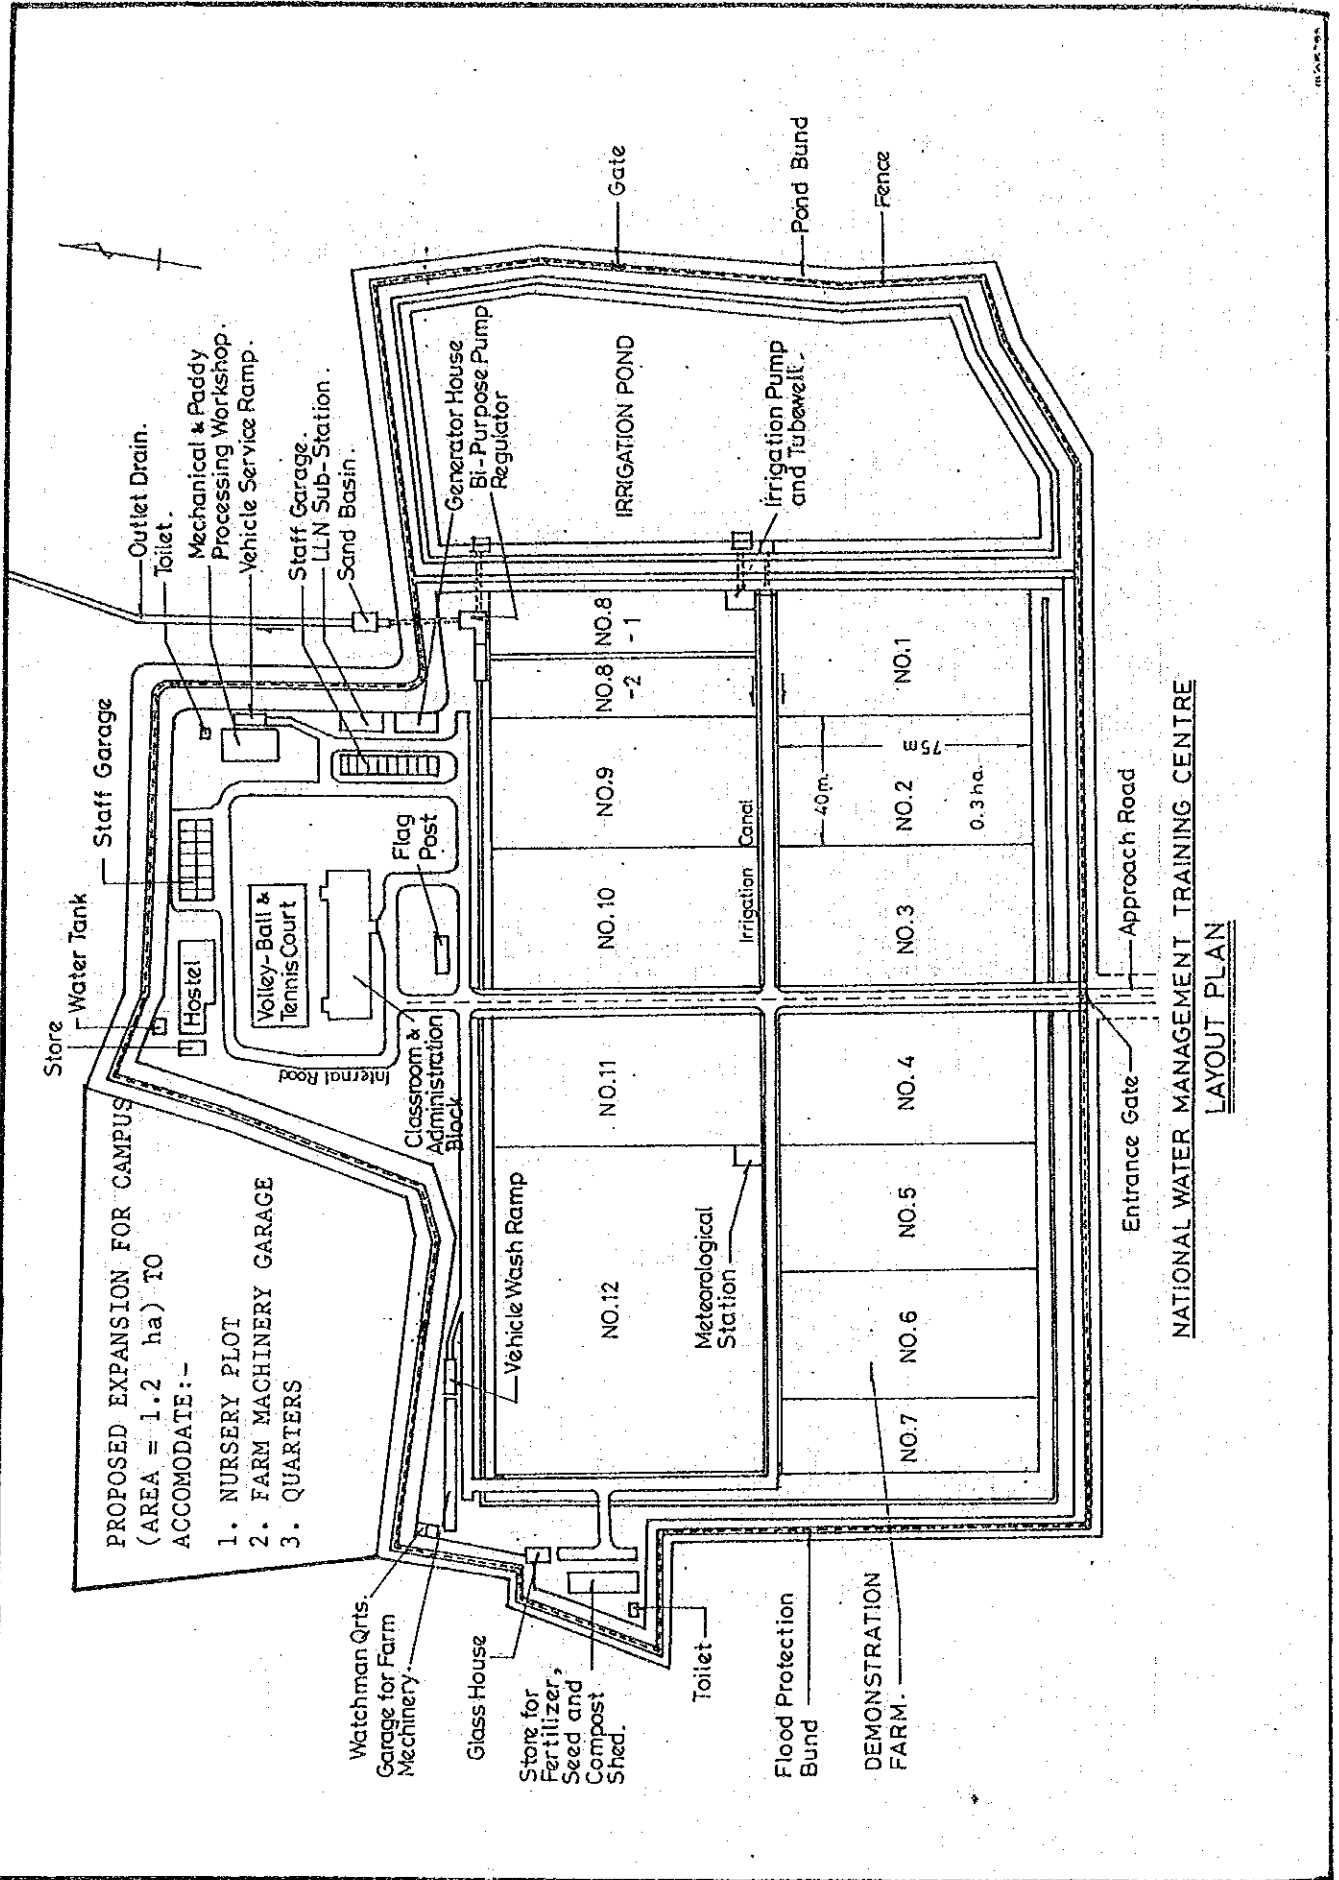 PROPOSED EXPANSION FOR CAMPUS
(AREA = 1.2 ha) TO
ACCOMODATE:-
1. NURSERY PLOT
2. FARM MACHINERY GARAGE
3. QUARTERS
Store
Water Tank
Staff Garage
Hostel
Volley-Ball &
Tennis Court
Internal Road
Classroom &
Administration
Block
Flag
Post
Outlet Drain.
Toilet.
Mechanical & Paddy
Processing Workshop.
Vehicle Service Ramp.
Staff Garage.
LLN Sub-Station.
Sand Basin.
Generator House
Bi-Purpose Pump
Regulator
Watchman Qrts.
Garage for Farm
Mechinery.
Glass House
Store for
Fertilizer,
Seed and
Compost
Shed.
Toilet
Vehicle Wash Ramp
NO.12
Meteorological
Station
NO.11
NO.10
NO.9
NO.8
-2
NO.8
-1
Irrigation Canal
IRRIGATION POND
Irrigation Pump
and Tubewell.
Gate
Pond Bund
Fence
NO.7
NO.6
NO.5
NO.4
NO.3
NO.2
40m.
75m
0.3 ha.
NO.1
Flood Protection
Bund
DEMONSTRATION
FARM.
Entrance Gate
Approach Road
NATIONAL WATER MANAGEMENT TRAINING CENTRE
LAYOUT PLAN